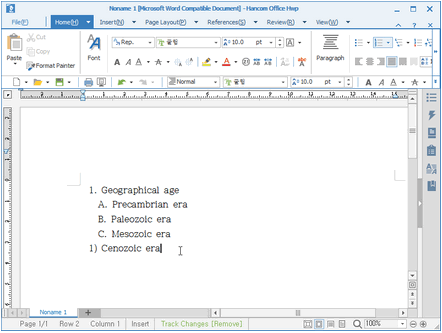 Noname 1 [Microsoft Word Compatible Document] - Hancom Office Hwp
File(F) Home(H) Insert(N) Page Layout(P) References(S) Review(R) View(W)
Paste Cut Copy Format Painter
Font
Rep.. 굴림 10.0 pt
Paragraph
Normal Rep.. 굴림 10.0 pt
1. Geographical age
A. Precambrian era
B. Paleozoic era
C. Mesozoic era
1) Cenozoic era
Noname 1
Page 1/1 Row 2 Column 1 Insert Track Changes [Remove] 100%